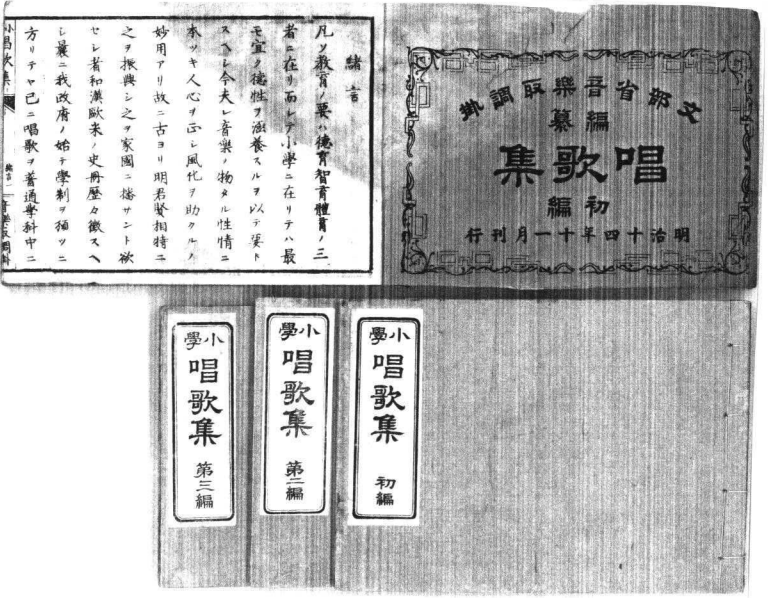 文部省音樂取調掛
編纂
唱歌集
初編
明治十四年十一月刊行
緒言
凡ソ教育ノ要ハ德育智育體育ノ三
者ニ在リ而シテ小學ニ在リテハ最
モ宜ク德性ヲ涵養スルヲ以テ要ト
スヘシ今夫レ音樂ノ物タル性情ニ
本ツキ人心ヲ正シ風化ヲ助クルノ
妙用アリ故ニ古ヨリ明君賢相特ニ
之ヲ振興シ之ヲ家國ニ播サント欲
セシ者和漢歐米ノ史冊歷々徵スヘ
シ曩ニ我政府ノ始テ學制ヲ頒ツニ
方リテヤ已ニ唱歌ヲ普通學科中ニ
小學
唱歌集
初編
小學
唱歌集
第二編
小學
唱歌集
第三編